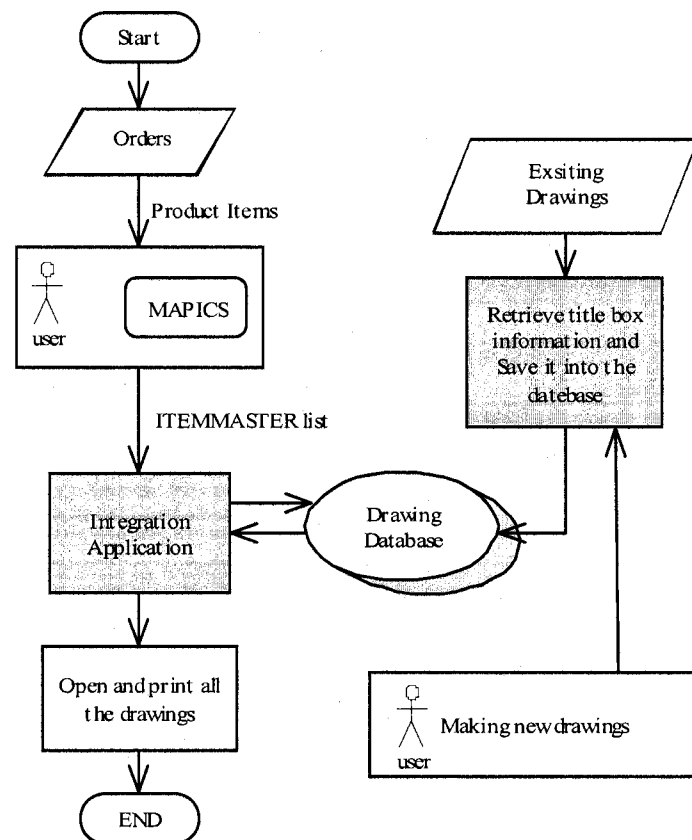 Start
Orders
Product Items
user
MAPICS
ITEMMASTER list
Integration
Application
Open and print all
the drawings
END
Exsiting
Drawings
Retrieve title box
information and
Save it into the
datebase
Drawing
Database
user
Making new drawings